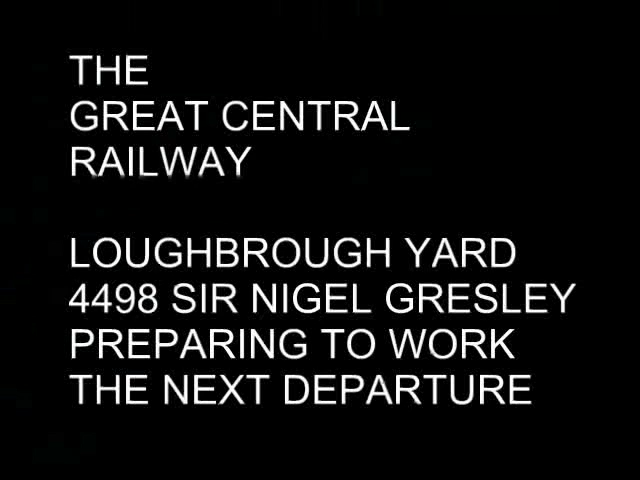 THE
GREAT CENTRAL
RAILWAY
LOUGHBROUGH YARD
4498 SIR NIGEL GRESLEY
PREPARING TO WORK
THE NEXT DEPARTURE